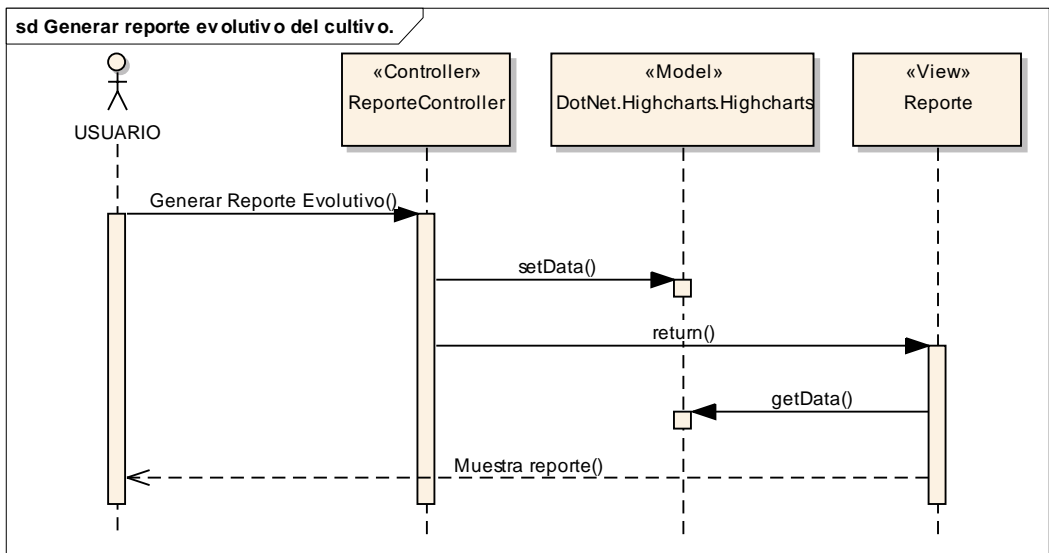 sd Generar reporte evolutivo del cultivo.
USUARIO
«Controller»
ReporteController
«Model»
DotNet.Highcharts.Highcharts
«View»
Reporte
Generar Reporte Evolutivo()
setData()
return()
getData()
Muestra reporte()